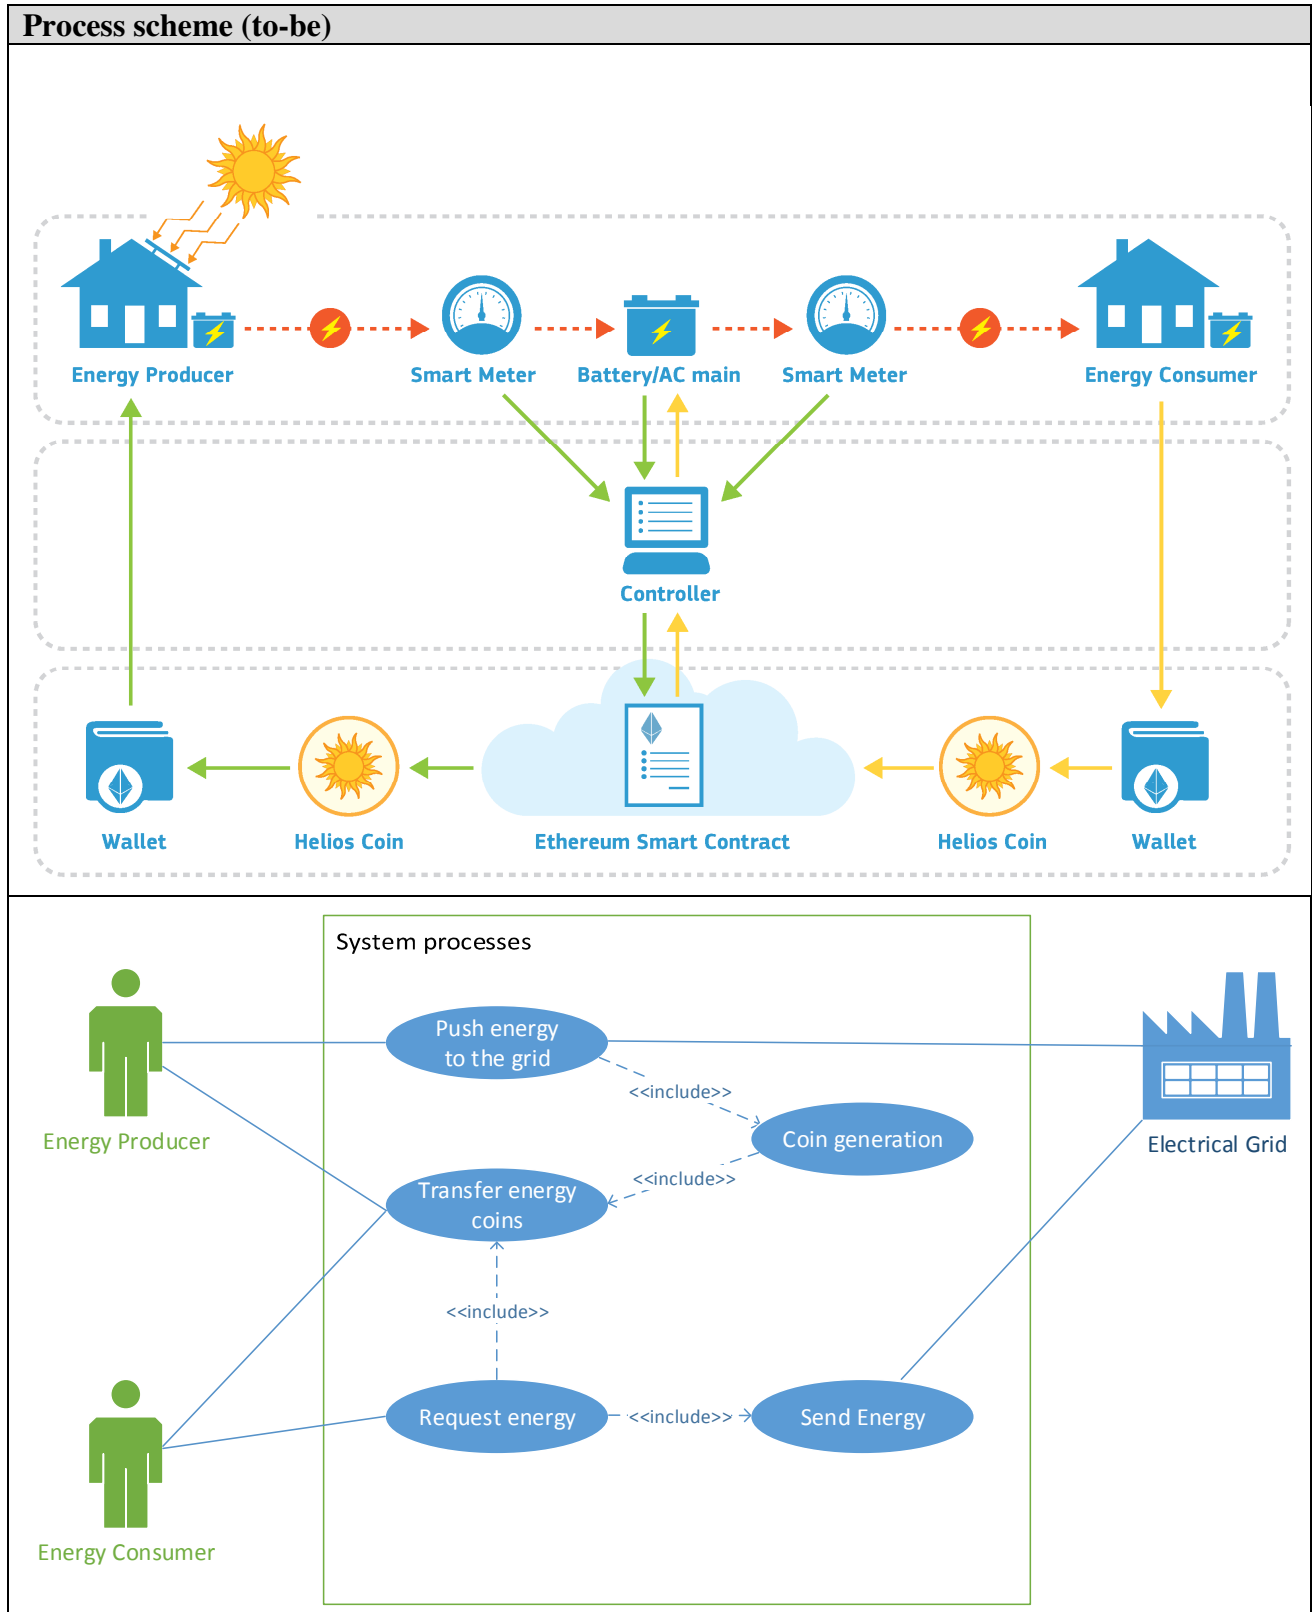 Process scheme (to-be)
Energy Producer
Smart Meter
Battery/AC main
Smart Meter
Energy Consumer
Controller
Wallet
Helios Coin
Ethereum Smart Contract
Helios Coin
Wallet
System processes
Push energy
to the grid
<<include>>
Coin generation
Energy Producer
Electrical Grid
<<include>>
Transfer energy
coins
<<include>>
Request energy
<<include>>
Send Energy
Energy Consumer